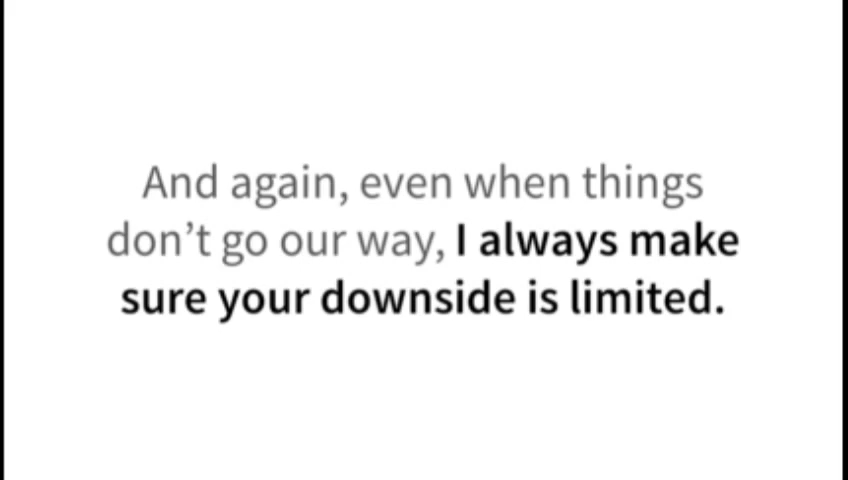 And again, even when things
don’t go our way, I always make
sure your downside is limited.